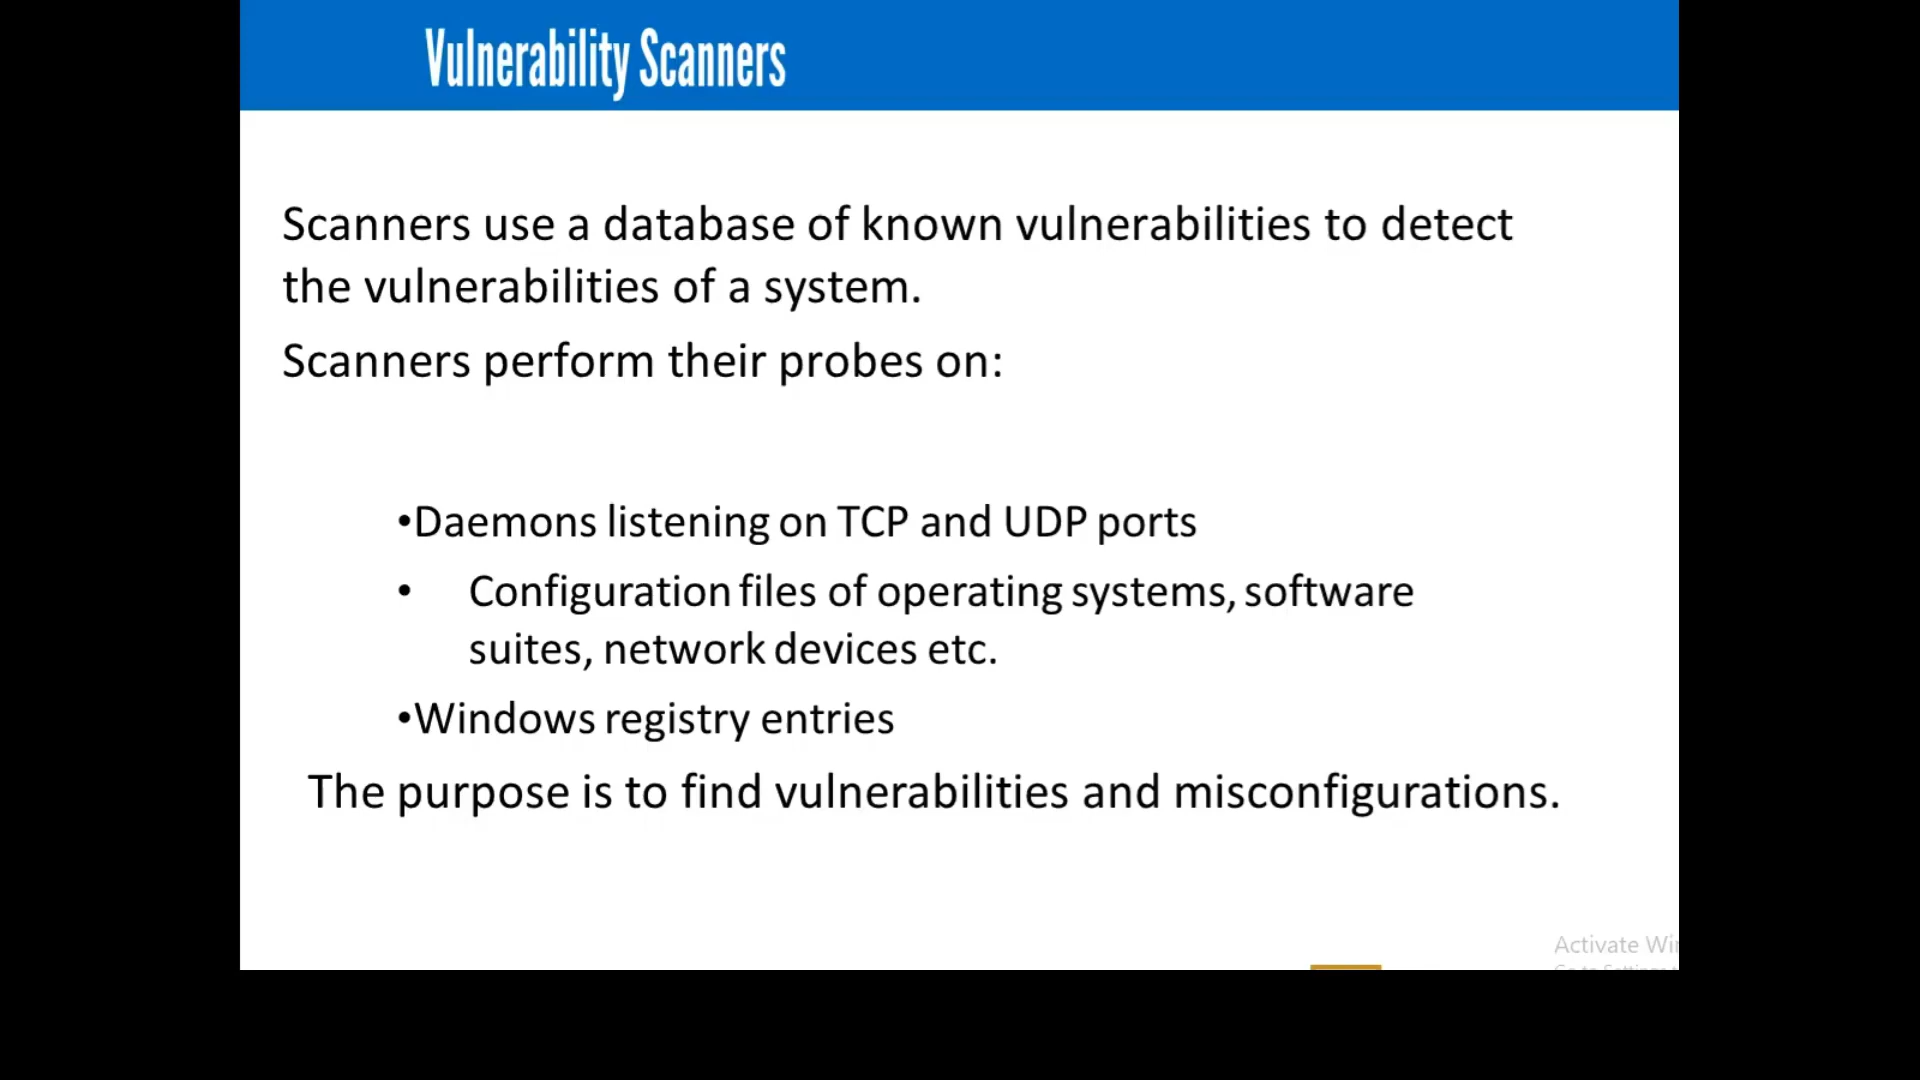 Vulnerability Scanners
Scanners use a database of known vulnerabilities to detect
the vulnerabilities of a system.
Scanners perform their probes on:
•Daemons listening on TCP and UDP ports
• Configuration files of operating systems, software
suites, network devices etc.
•Windows registry entries
The purpose is to find vulnerabilities and misconfigurations.
Activate Wi